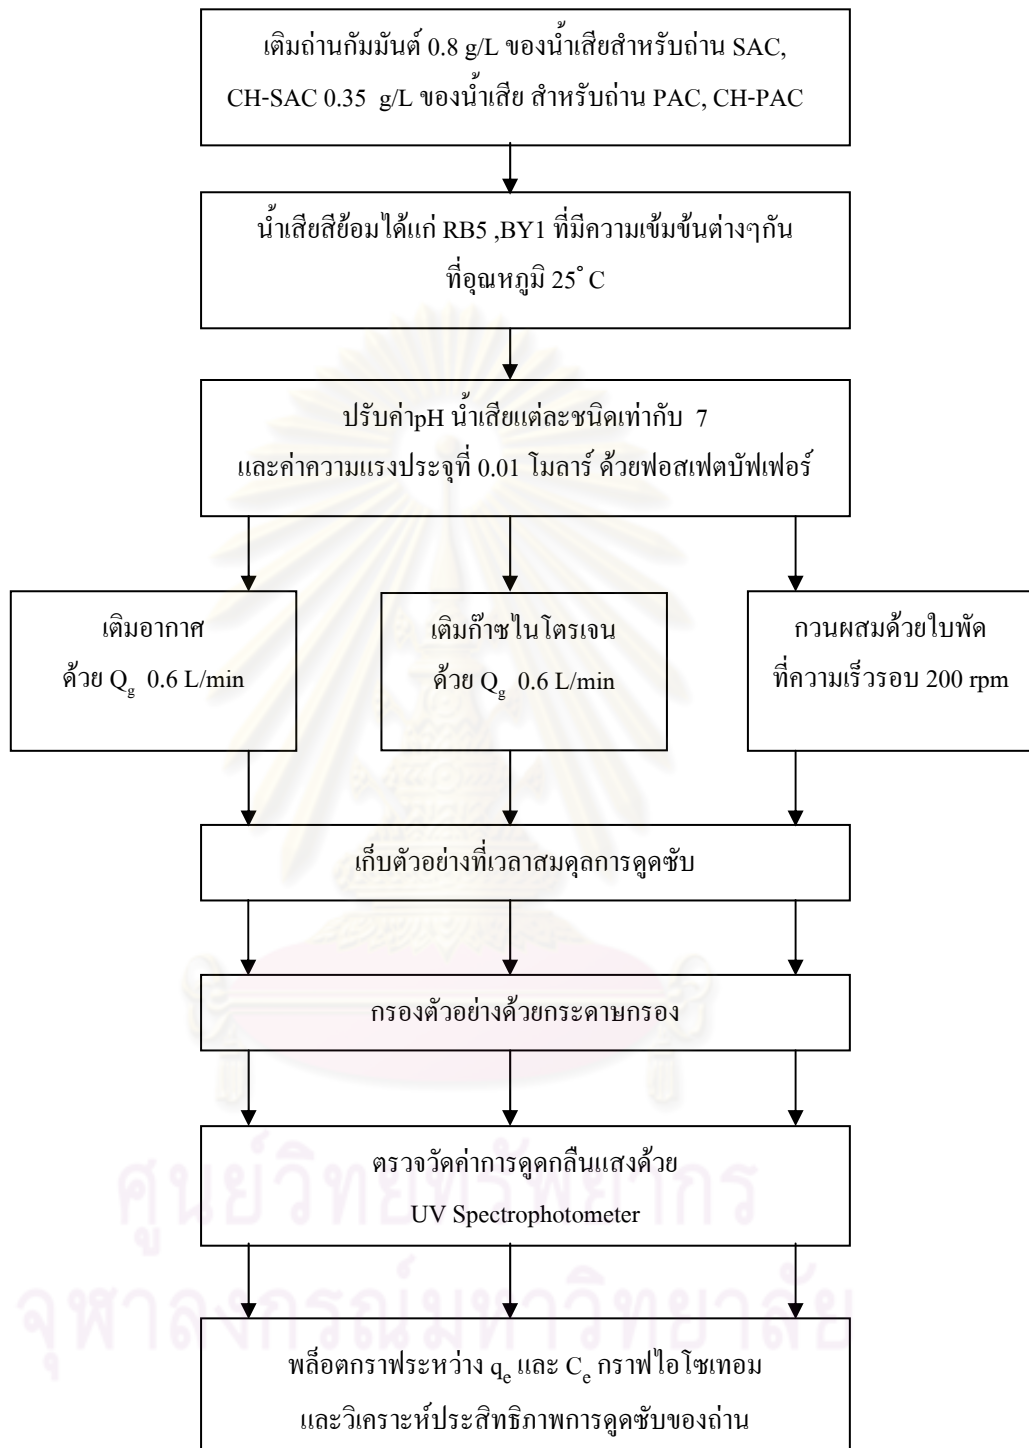 เติมถ่านกัมมันต์ 0.8 g/L ของน้ำเสียสำหรับถ่าน SAC,
CH-SAC 0.35 g/L ของน้ำเสีย สำหรับถ่าน PAC, CH-PAC
น้ำเสียสีย้อมได้แก่ RB5 ,BY1 ที่มีความเข้มข้นต่างๆกัน
ที่อุณหภูมิ 25° C
ปรับค่าpH น้ำเสียแต่ละชนิดเท่ากับ 7
และค่าความแรงประจุที่ 0.01 โมลาร์ ด้วยฟอสเฟตบัฟเฟอร์
เติมอากาศ
ด้วย Qg 0.6 L/min
เติมก๊าซไนโตรเจน
ด้วย Qg 0.6 L/min
กวนผสมด้วยใบพัด
ที่ความเร็วรอบ 200 rpm
เก็บตัวอย่างที่เวลาสมดุลการดูดซับ
กรองตัวอย่างด้วยกระดาษกรอง
ตรวจวัดค่าการดูดกลืนแสงด้วย
UV Spectrophotometer
พล็อตกราฟระหว่าง qe และ Ce กราฟไอโซเทอม
และวิเคราะห์ประสิทธิภาพการดูดซับของถ่าน
ศูนย์วิทยทรัพยากร
จุฬาลงกรณ์มหาวิทยาลัย